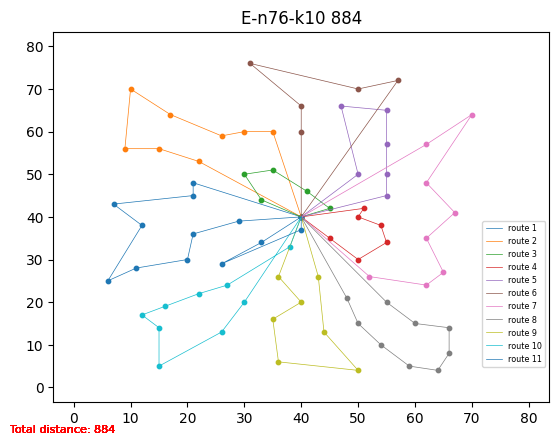 E-n76-k10 884
80
70
60
50
40
30
20
10
0
route 1
route 2
route 3
route 4
route 5
route 6
route 7
route 8
route 9
route 10
route 11
0 10 20 30 40 50 60 70 80
Total distance: 884